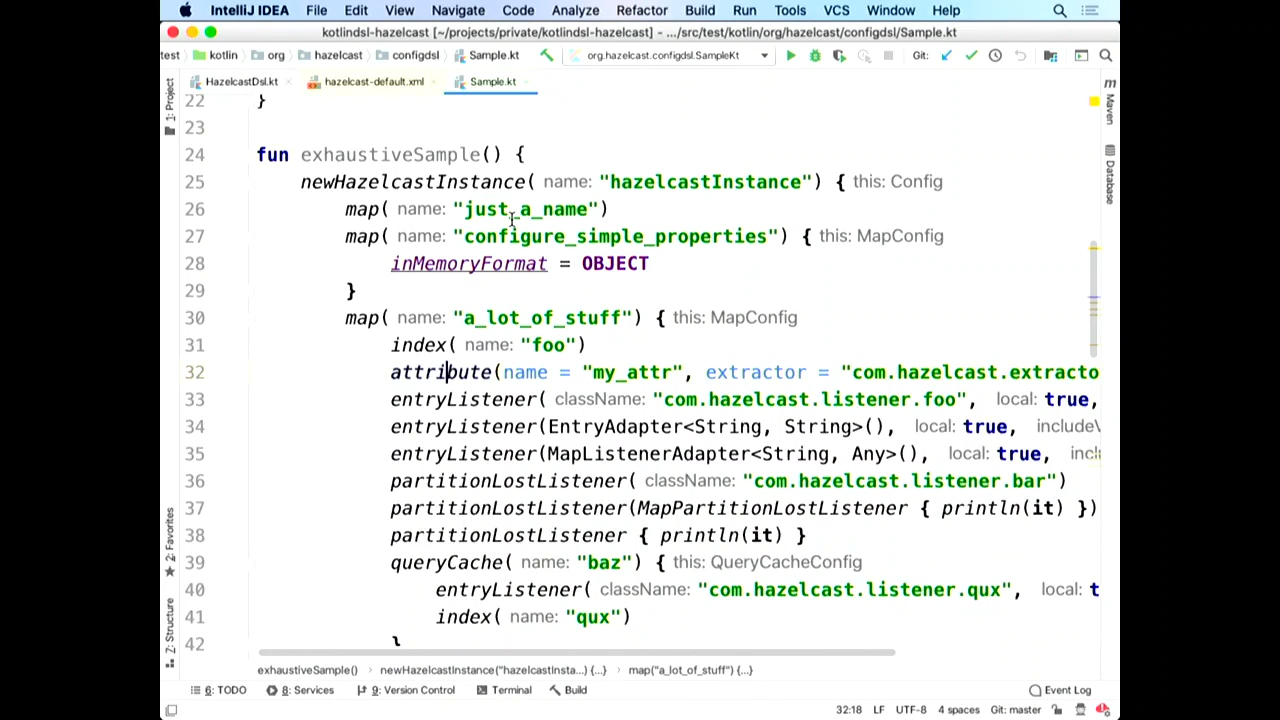 IntelliJ IDEA File Edit View Navigate Code Analyze Refactor Build Run Tools VCS Window Help
kotlindsl-hazelcast [~/projects/private/kotlindsl-hazelcast] - .../src/test/kotlin/org/hazelcast/configdsl/Sample.kt
test kotlin org hazelcast configdsl Sample.kt org.hazelcast.configdsl.SampleKt Git:
HazelcastDsl.kt hazelcast-default.xml Sample.kt
1: Project
Maven
Database
2: Favorites
Z: Structure
22 }
23
24 fun exhaustiveSample() {
25 newHazelcastInstance( name: "hazelcastInstance") { this: Config
26 map( name: "just_a_name")
27 map( name: "configure_simple_properties") { this: MapConfig
28 inMemoryFormat = OBJECT
29 }
30 map( name: "a_lot_of_stuff") { this: MapConfig
31 index( name: "foo")
32 attribute(name = "my_attr", extractor = "com.hazelcast.extracto
33 entryListener( className: "com.hazelcast.listener.foo", local: true,
34 entryListener(EntryAdapter<String, String>(), local: true, includeV
35 entryListener(MapListenerAdapter<String, Any>(), local: true, incl
36 partitionLostListener( className: "com.hazelcast.listener.bar")
37 partitionLostListener(MapPartitionLostListener { println(it) })
38 partitionLostListener { println(it) }
39 queryCache( name: "baz") { this: QueryCacheConfig
40 entryListener( className: "com.hazelcast.listener.qux", local: t
41 index( name: "qux")
42 }
exhaustiveSample() newHazelcastInstance("hazelcastInsta...) {...} map("a_lot_of_stuff") {...}
6: TODO 8: Services 9: Version Control Terminal Build Event Log
32:18 LF UTF-8 4 spaces Git: master